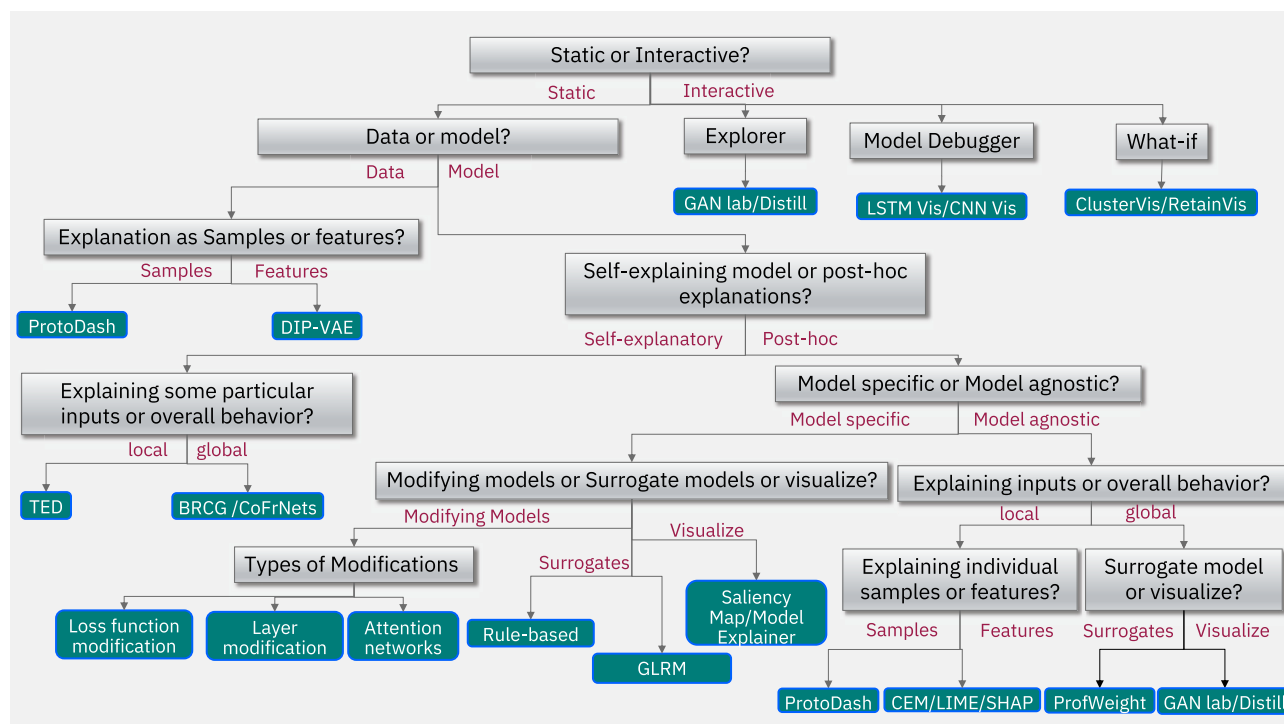 Static or Interactive?
Static
Interactive
Data or model?
Explorer
Model Debugger
What-if
Data
Model
GAN lab/Distill
LSTM Vis/CNN Vis
ClusterVis/RetainVis
Explanation as Samples or features?
Samples
Features
Self-explaining model or post-hoc
explanations?
ProtoDash
DIP-VAE
Self-explanatory
Post-hoc
Explaining some particular
inputs or overall behavior?
Model specific or Model agnostic?
Model specific
Model agnostic
local
global
Modifying models or Surrogate models or visualize?
Explaining inputs or overall behavior?
TED
BRCG /CoFrNets
Modifying Models
Visualize
local
global
Types of Modifications
Surrogates
Explaining individual
samples or features?
Surrogate model
or visualize?
Loss function
modification
Layer
modification
Attention
networks
Rule-based
Saliency
Map/Model
Explainer
GLRM
Samples
Features
Surrogates
Visualize
ProtoDash
CEM/LIME/SHAP
ProfWeight
GAN lab/Distill